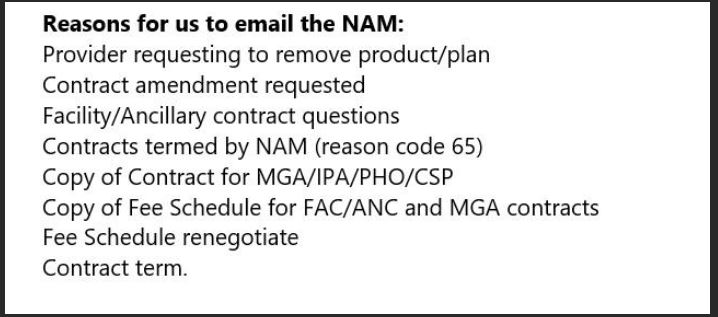 Reasons for us to email the NAM:
Provider requesting to remove product/plan
Contract amendment requested
Facility/Ancillary contract questions
Contracts termed by NAM (reason code 65)
Copy of Contract for MGA/IPA/PHO/CSP
Copy of Fee Schedule for FAC/ANC and MGA contracts
Fee Schedule renegotiate
Contract term.